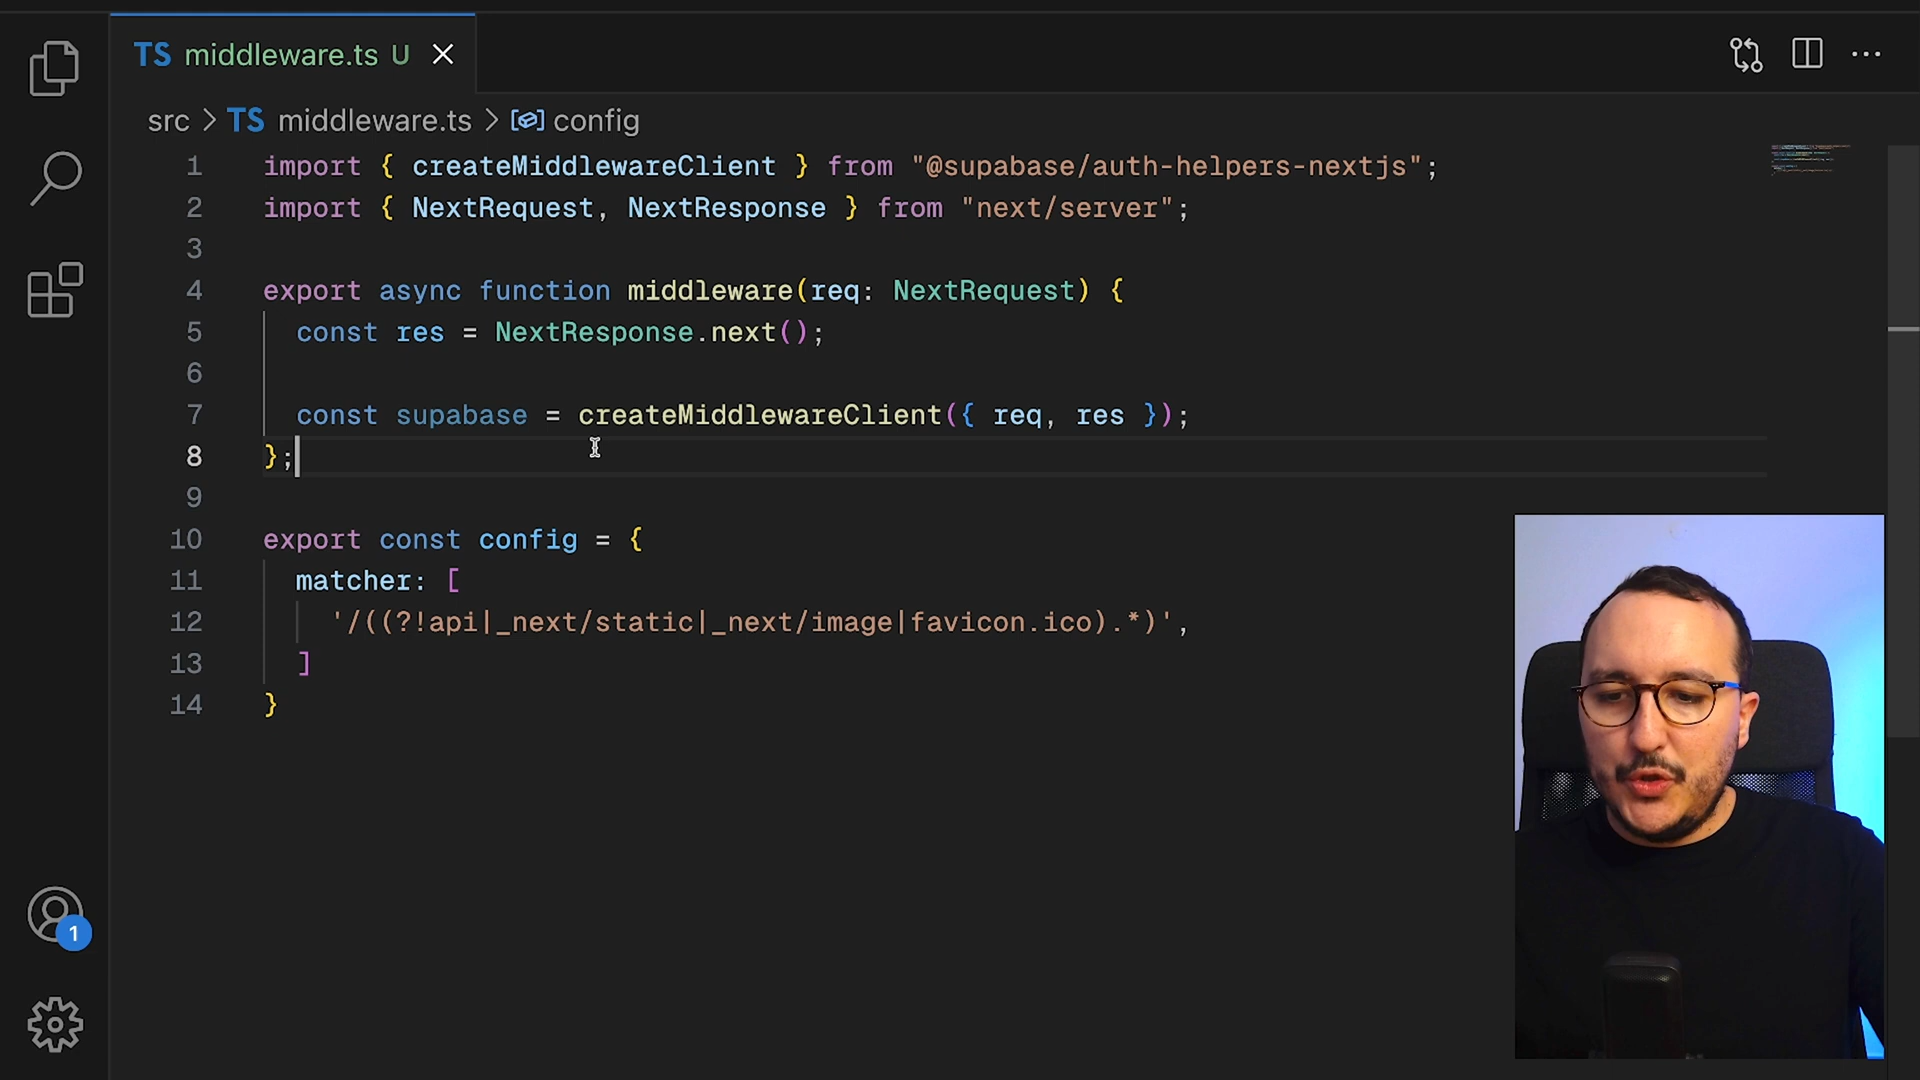 TS middleware.ts U
src > TS middleware.ts > config
1 import { createMiddlewareClient } from "@supabase/auth-helpers-nextjs";
2 import { NextRequest, NextResponse } from "next/server";
3
4 export async function middleware(req: NextRequest) {
5 const res = NextResponse.next();
6
7 const supabase = createMiddlewareClient({ req, res });
8 };
9
10 export const config = {
11 matcher: [
12 '/((?!api|_next/static|_next/image|favicon.ico).*)',
13 ]
14 }
1